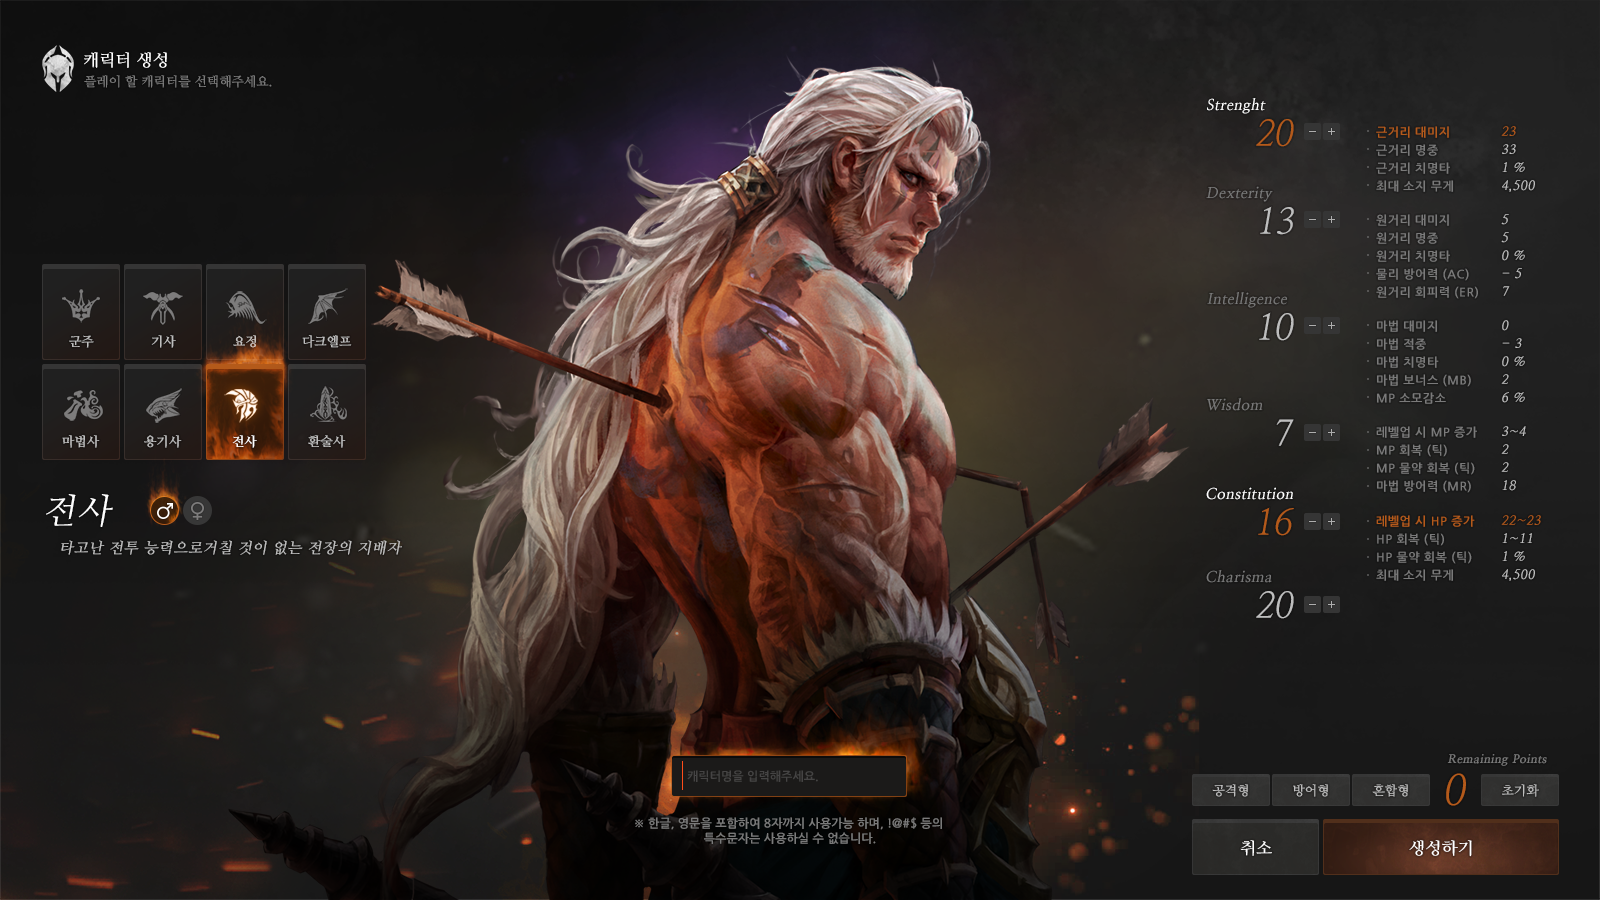 캐릭터 생성
플레이 할 캐릭터를 선택해주세요.
군주
기사
요정
다크엘프
마법사
용기사
전사
환술사
전사
타고난 전투 능력으로거칠 것이 없는 전장의 지배자
캐릭터명을 입력해주세요.
※ 한글, 영문을 포함하여 8자까지 사용가능 하며, !@#$ 등의
특수문자는 사용하실 수 없습니다.
Strenght
20 − +
· 근거리 대미지 23
· 근거리 명중 33
· 근거리 치명타 1 %
· 최대 소지 무게 4,500
Dexterity
13 − +
· 원거리 대미지 5
· 원거리 명중 5
· 원거리 치명타 0 %
· 물리 방어력 (AC) − 5
· 원거리 회피력 (ER) 7
Intelligence
10 − +
· 마법 대미지 0
· 마법 적중 − 3
· 마법 치명타 0 %
· 마법 보너스 (MB) 2
· MP 소모감소 6 %
Wisdom
7 − +
· 레벨업 시 MP 증가 3~4
· MP 회복 (틱) 2
· MP 물약 회복 (틱) 2
· 마법 방어력 (MR) 18
Constitution
16 − +
· 레벨업 시 HP 증가 22~23
· HP 회복 (틱) 1~11
· HP 물약 회복 (틱) 1 %
· 최대 소지 무게 4,500
Charisma
20 − +
Remaining Points
공격형 방어형 혼합형 0 초기화
취소 생성하기